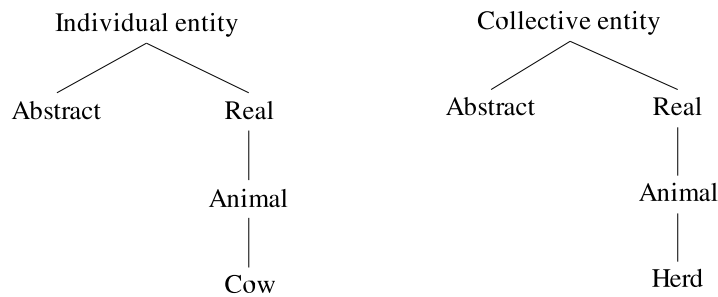 Individual entity
Abstract
Real
Animal
Cow
Collective entity
Abstract
Real
Animal
Herd